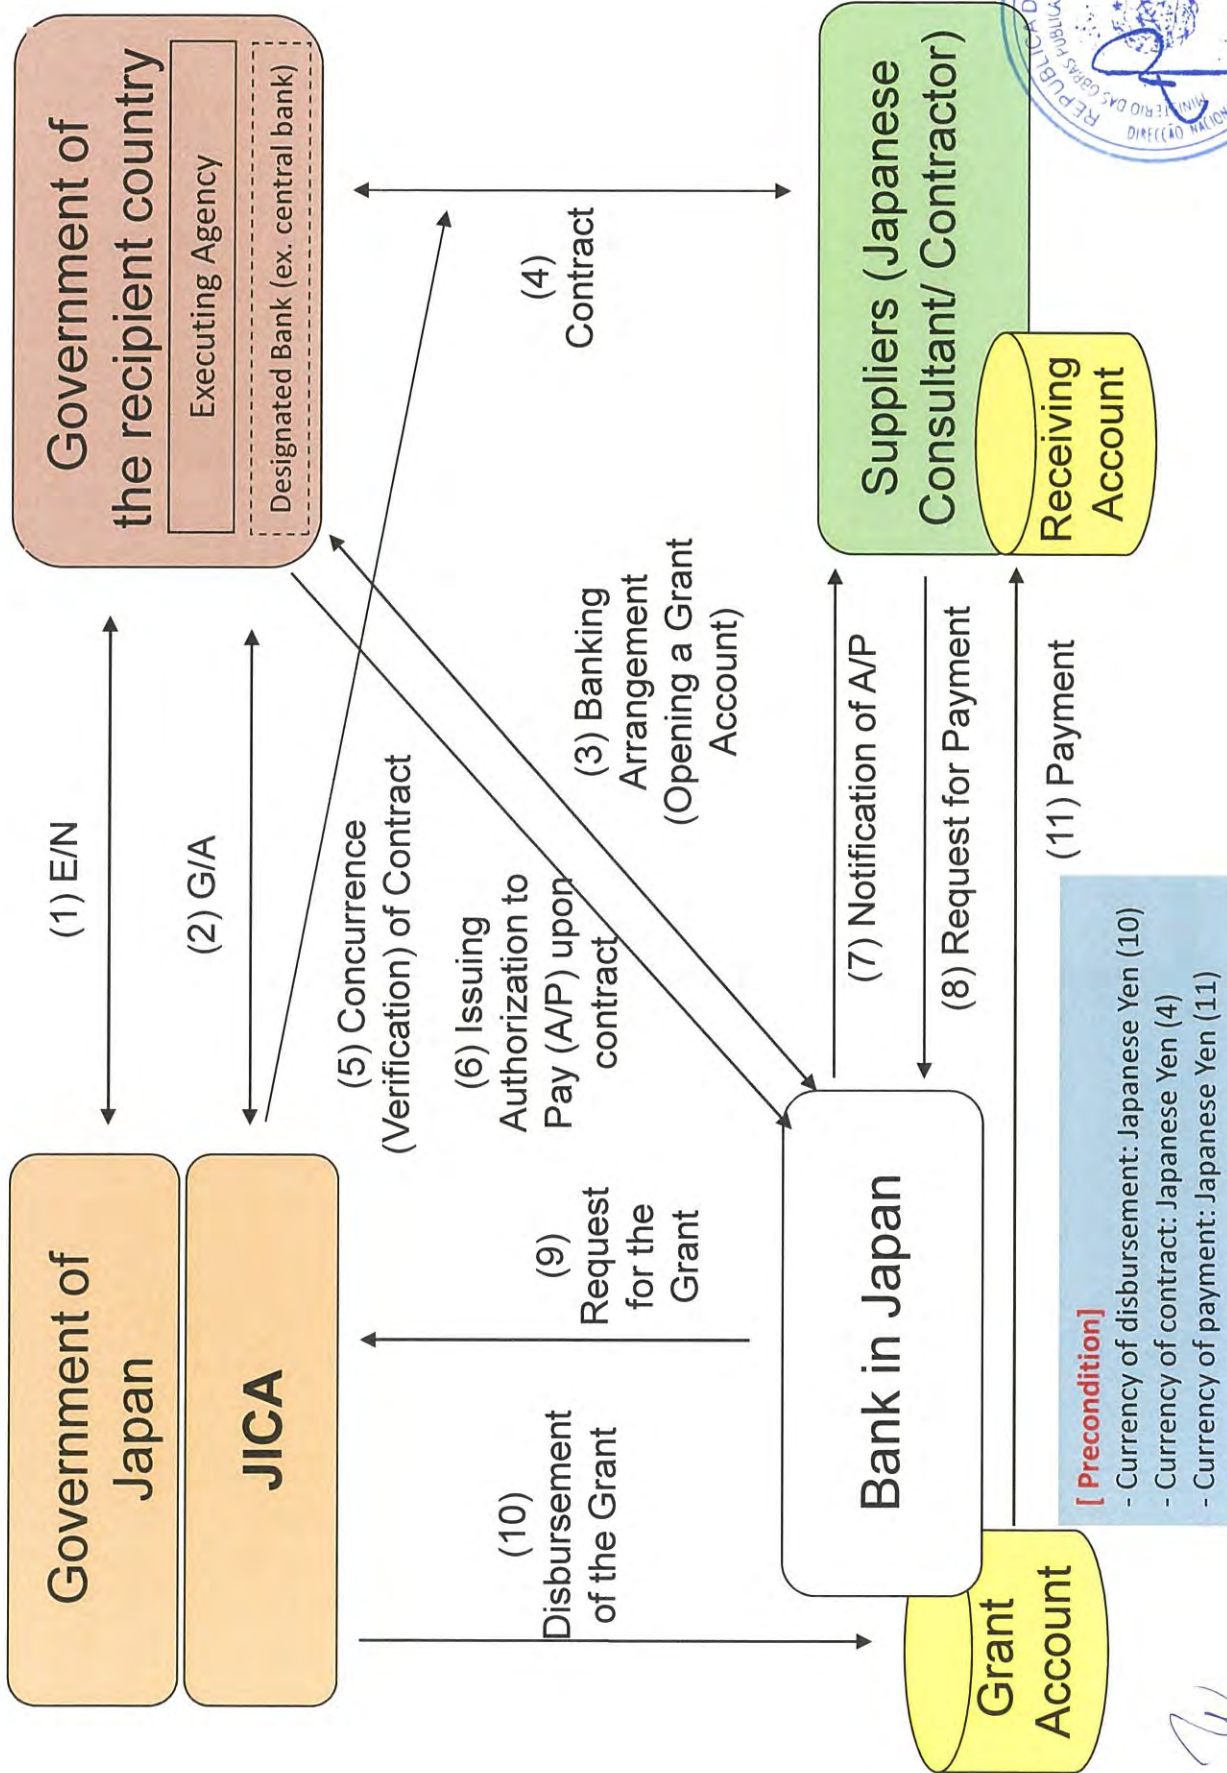 Government of
Japan
JICA
(1) E/N
(2) G/A
Government of
the recipient country
Executing Agency
Designated Bank (ex. central bank)
(5) Concurrence
(Verification) of Contract
(6) Issuing
Authorization to
Pay (A/P) upon
contract
(4)
Contract
(10)
Disbursement
of the Grant
(9)
Request
for the
Grant
(3) Banking
Arrangement
(Opening a Grant
Account)
Bank in Japan
Grant
Account
(7) Notification of A/P
(8) Request for Payment
(11) Payment
Suppliers (Japanese
Consultant/ Contractor)
Receiving
Account
[ Precondition]
- Currency of disbursement: Japanese Yen (10)
- Currency of contract: Japanese Yen (4)
- Currency of payment: Japanese Yen (11)
REPUBLICA D
DAS OBRAS PUBLICA
DIRECÇÃO NACION